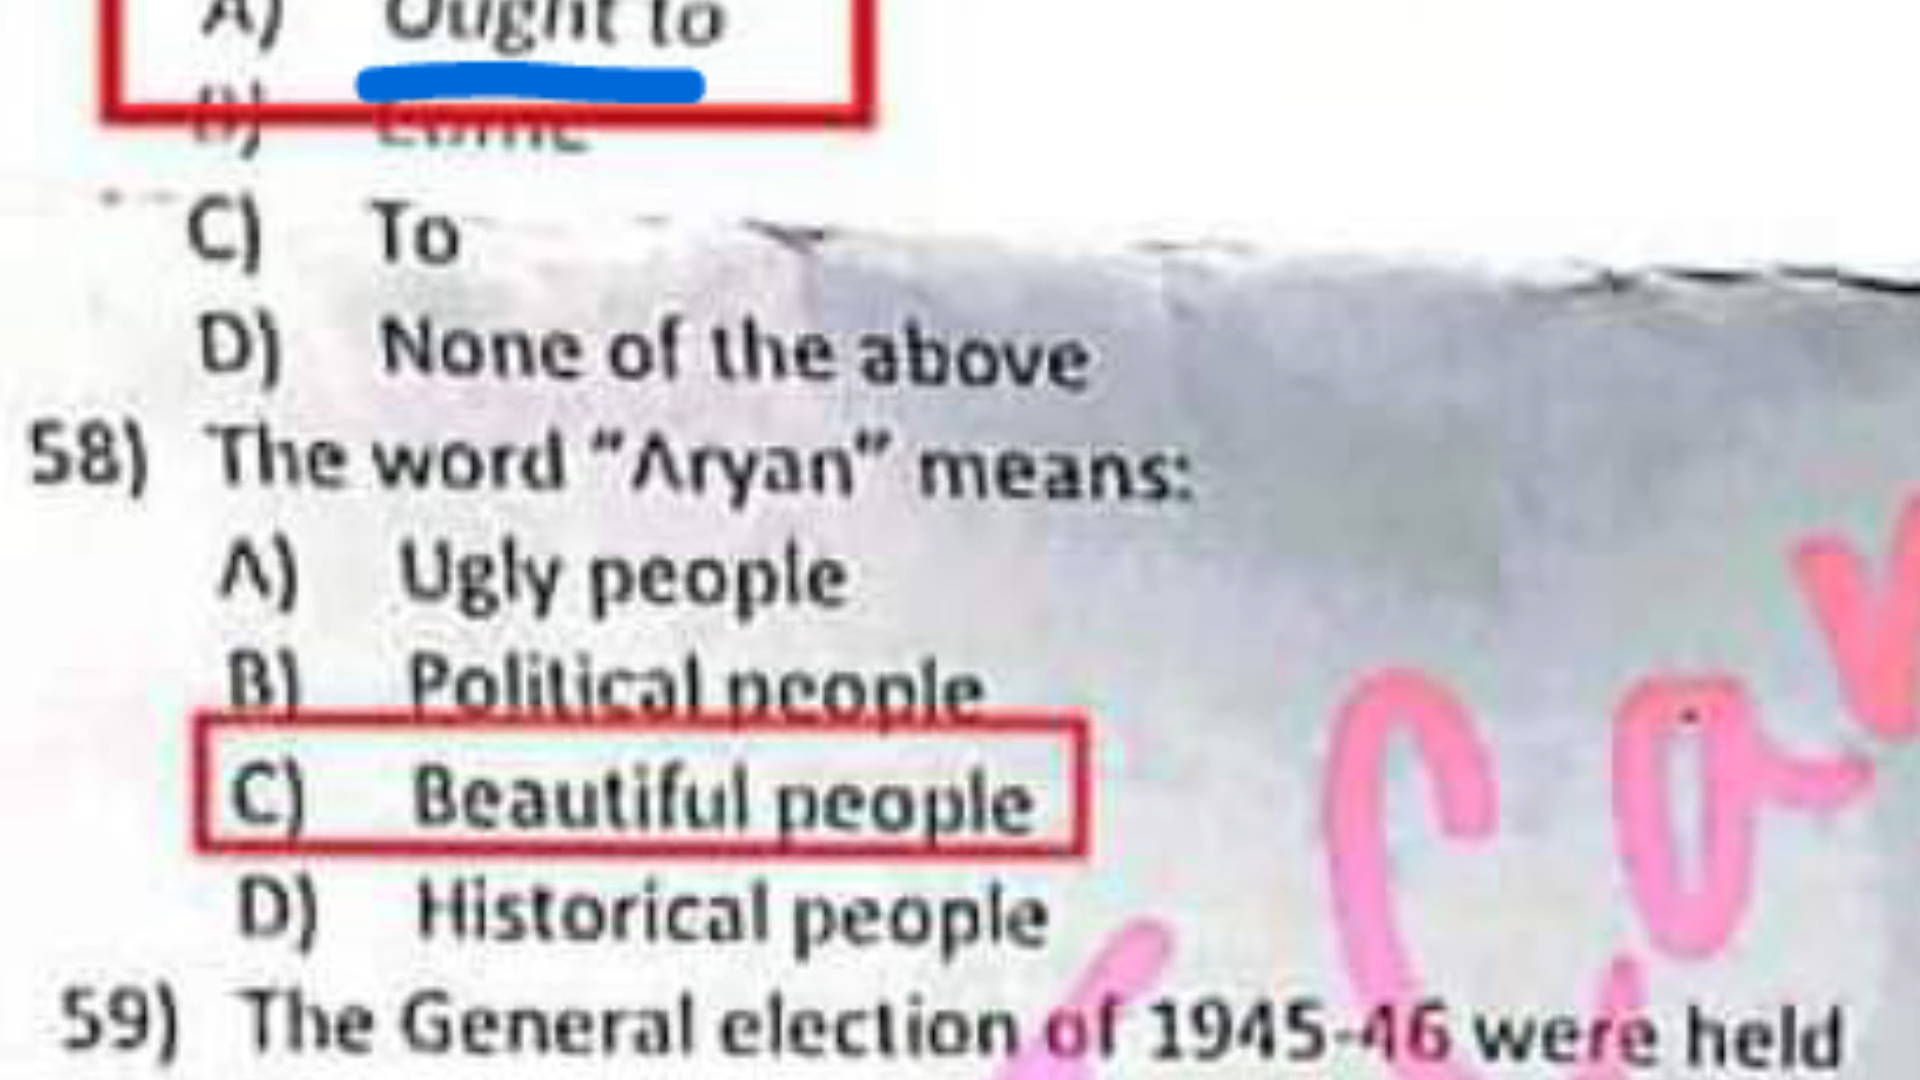 A) Ought to
B)
C) To
D) None of the above
58) The word “Aryan” means:
A) Ugly people
B) Political people
C) Beautiful people
D) Historical people
59) The General election of 1945-46 were held